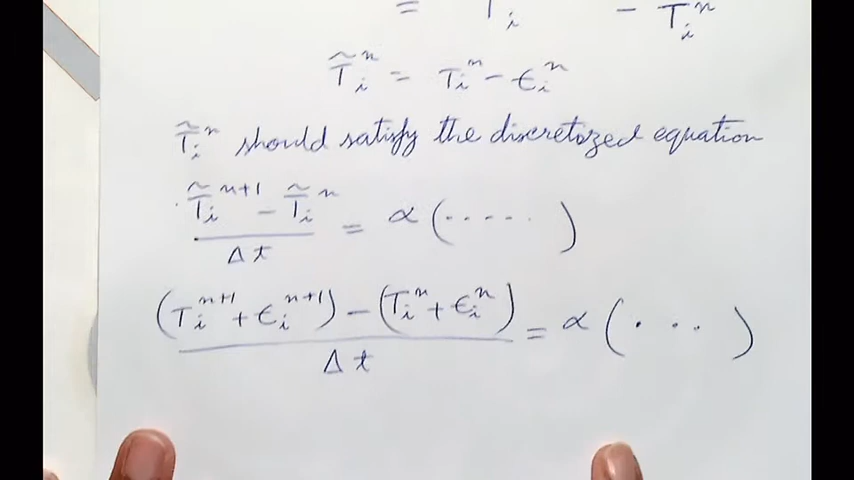 = T_i - T_i^n
T̃_i^n = T_i^n - ϵ_i^n
T̃_i^n should satisfy the discretized equation
(T̃_i^{n+1} - T̃_i^n) / Δt = α (.....)
((T_i^{n+1} + ϵ_i^{n+1}) - (T_i^n + ϵ_i^n)) / Δt = α (...)